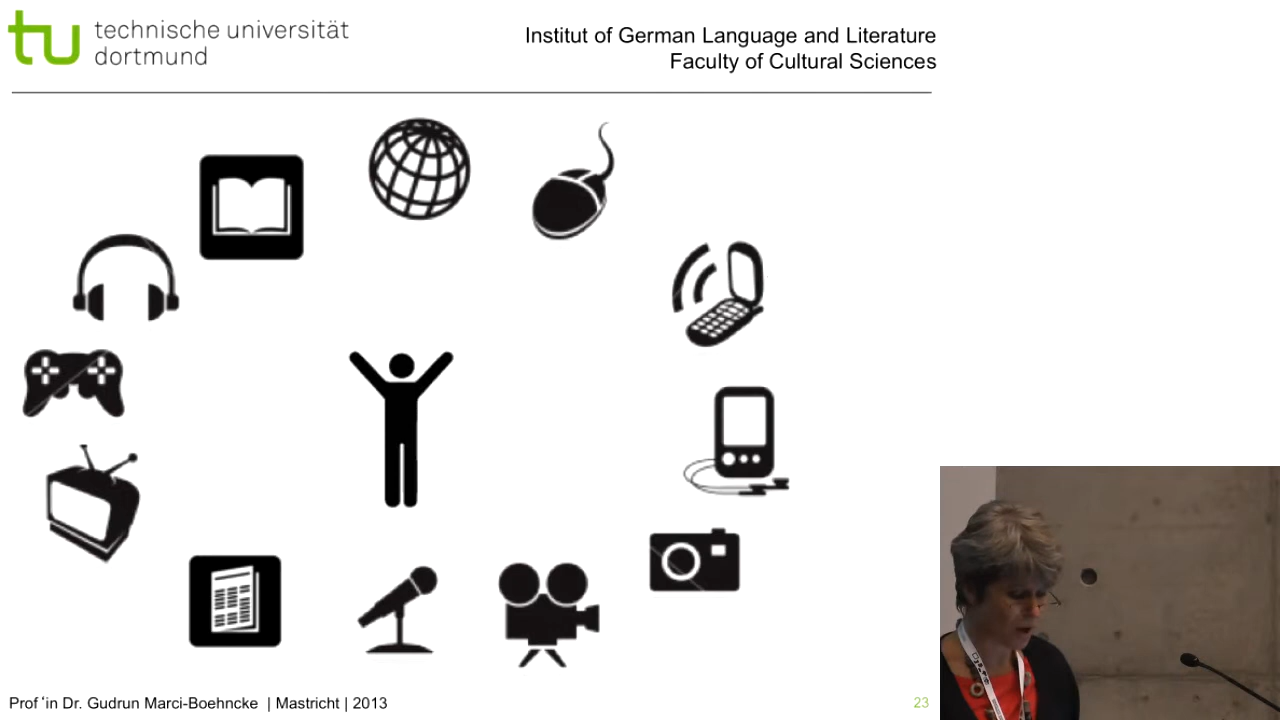 tu technische universität
dortmund
Institut of German Language and Literature
Faculty of Cultural Sciences
Prof‘in Dr. Gudrun Marci-Boehncke | Mastricht | 2013
23